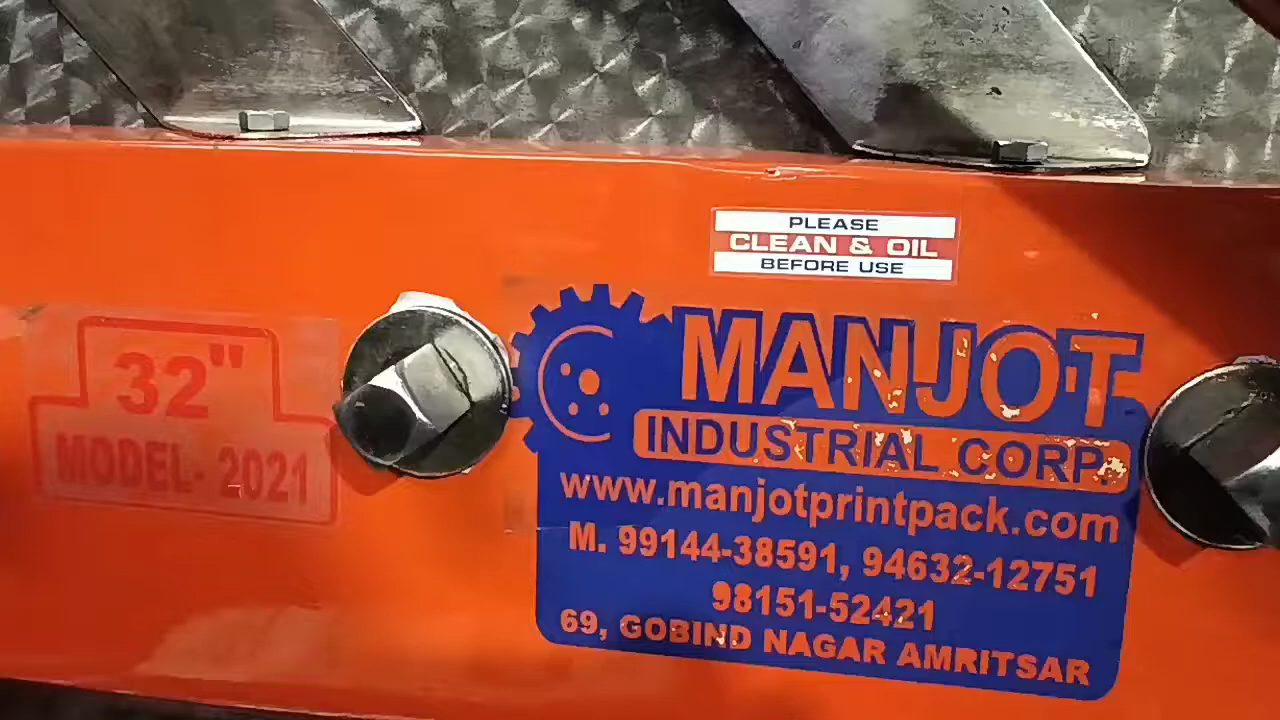 PLEASE
CLEAN & OIL
BEFORE USE
32"
MODEL- 2021
MANJOT
INDUSTRIAL CORP.
www.manjotprintpack.com
M. 99144-38591, 94632-12751
98151-52421
69, GOBIND NAGAR AMRITSAR